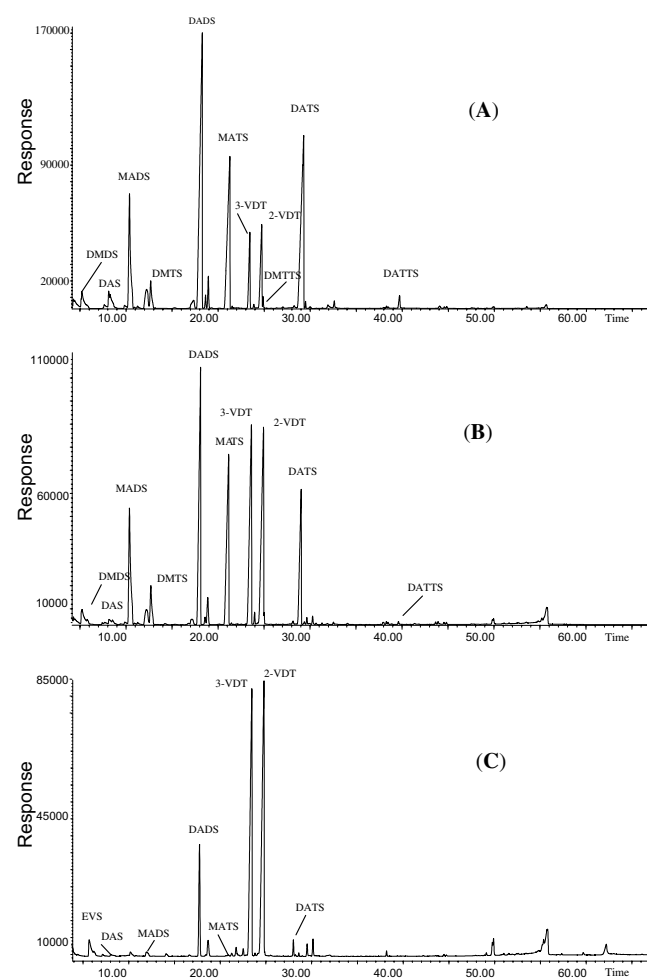 170000
DADS
(A)
DATS
MATS
90000
MADS
3-VDT
2-VDT
DMDS
DAS
DMTS
DMTTS
DATTS
20000
Response
10.00 20.00 30.00 40.00 50.00 60.00 Time
110000
DADS
3-VDT
2-VDT
(B)
MATS
DATS
60000
MADS
DMDS
DMTS
DAS
DATTS
10000
Response
10.00 20.00 30.00 40.00 50.00 60.00 Time
85000
3-VDT
2-VDT
(C)
45000
DADS
EVS
DAS
MADS
MATS
DATS
10000
Response
10.00 20.00 30.00 40.00 50.00 60.00 Time